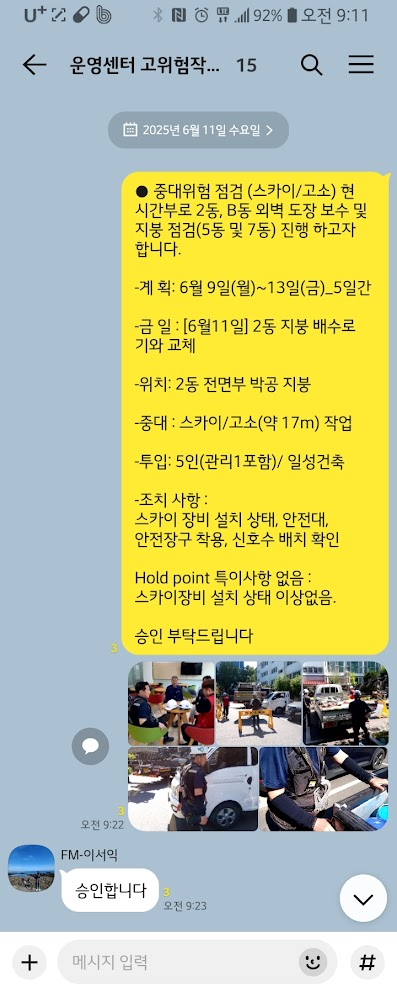 U+ 92% 오전 9:11
운영센터 고위험작... 15
2025년 6월 11일 수요일
● 중대위험 점검 (스카이/고소) 현
시간부로 2동, B동 외벽 도장 보수 및
지붕 점검(5동 및 7동) 진행 하고자
합니다.
-계 획: 6월 9일(월)~13일(금)_5일간
-금 일 : [6월11일] 2동 지붕 배수로
기와 교체
-위치: 2동 전면부 박공 지붕
-중대 : 스카이/고소(약 17m) 작업
-투입: 5인(관리1포함)/ 일성건축
-조치 사항 :
스카이 장비 설치 상태, 안전대,
안전장구 착용, 신호수 배치 확인
Hold point 특이사항 없음 :
스카이장비 설치 상태 이상없음.
승인 부탁드립니다
3
3
오전 9:22
FM-이서익
승인합니다
3
오전 9:23
메시지 입력
#